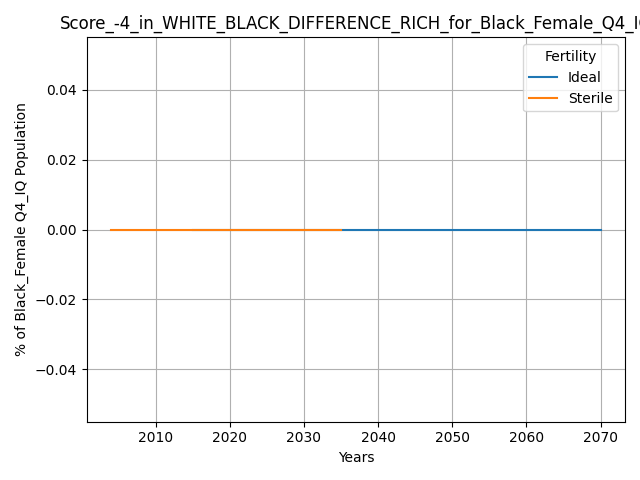 Score_-4_in_WHITE_BLACK_DIFFERENCE_RICH_for_Black_Female_Q4_I
Fertility
Ideal
Sterile
% of Black_Female Q4_IQ Population
0.04
0.02
0.00
−0.02
−0.04
2010
2020
2030
2040
2050
2060
2070
Years